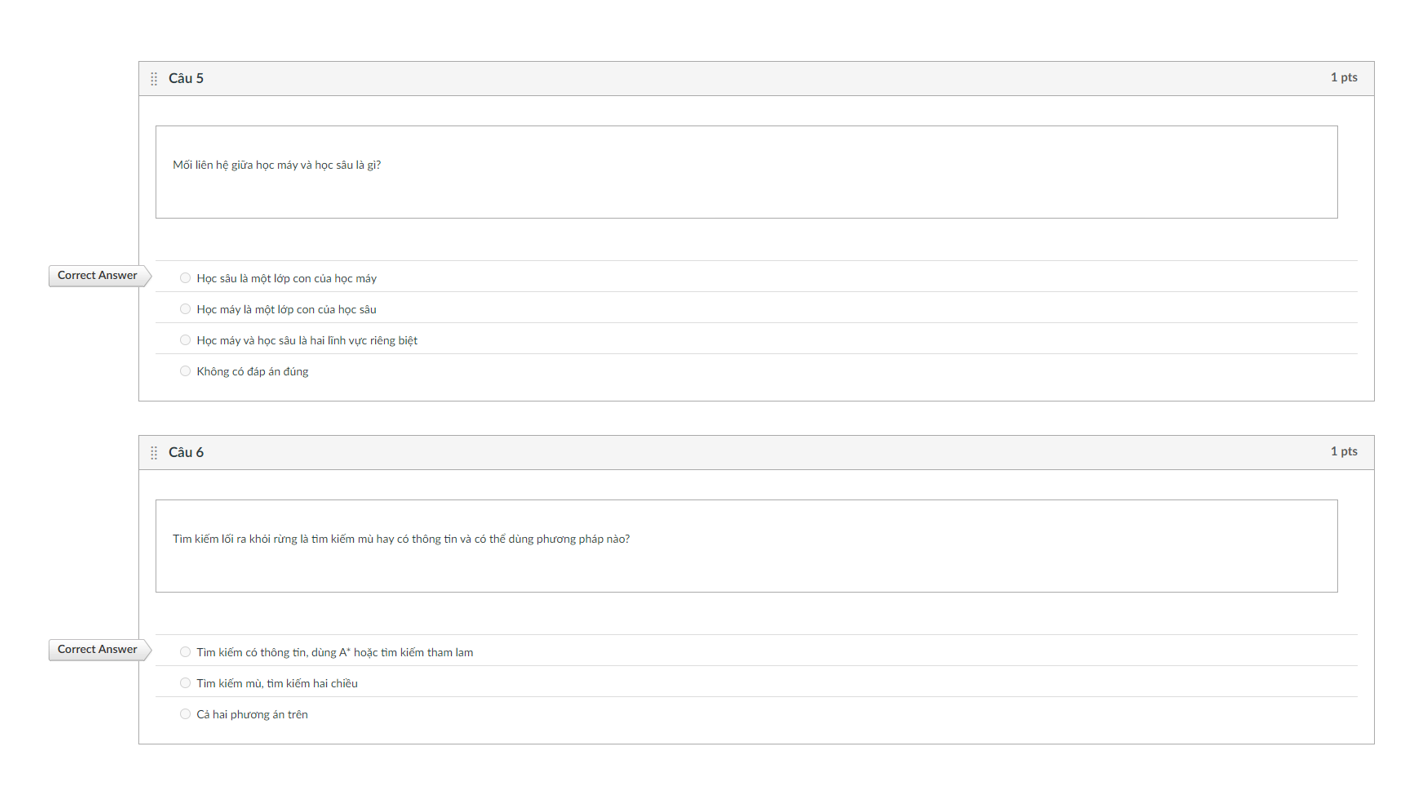 Câu 5
1 pts
Mối liên hệ giữa học máy và học sâu là gì?
Correct Answer
Học sâu là một lớp con của học máy
Học máy là một lớp con của học sâu
Học máy và học sâu là hai lĩnh vực riêng biệt
Không có đáp án đúng
Câu 6
1 pts
Tìm kiếm lối ra khỏi rừng là tìm kiếm mù hay có thông tin và có thể dùng phương pháp nào?
Correct Answer
Tìm kiếm có thông tin, dùng A* hoặc tìm kiếm tham lam
Tìm kiếm mù, tìm kiếm hai chiều
Cả hai phương án trên